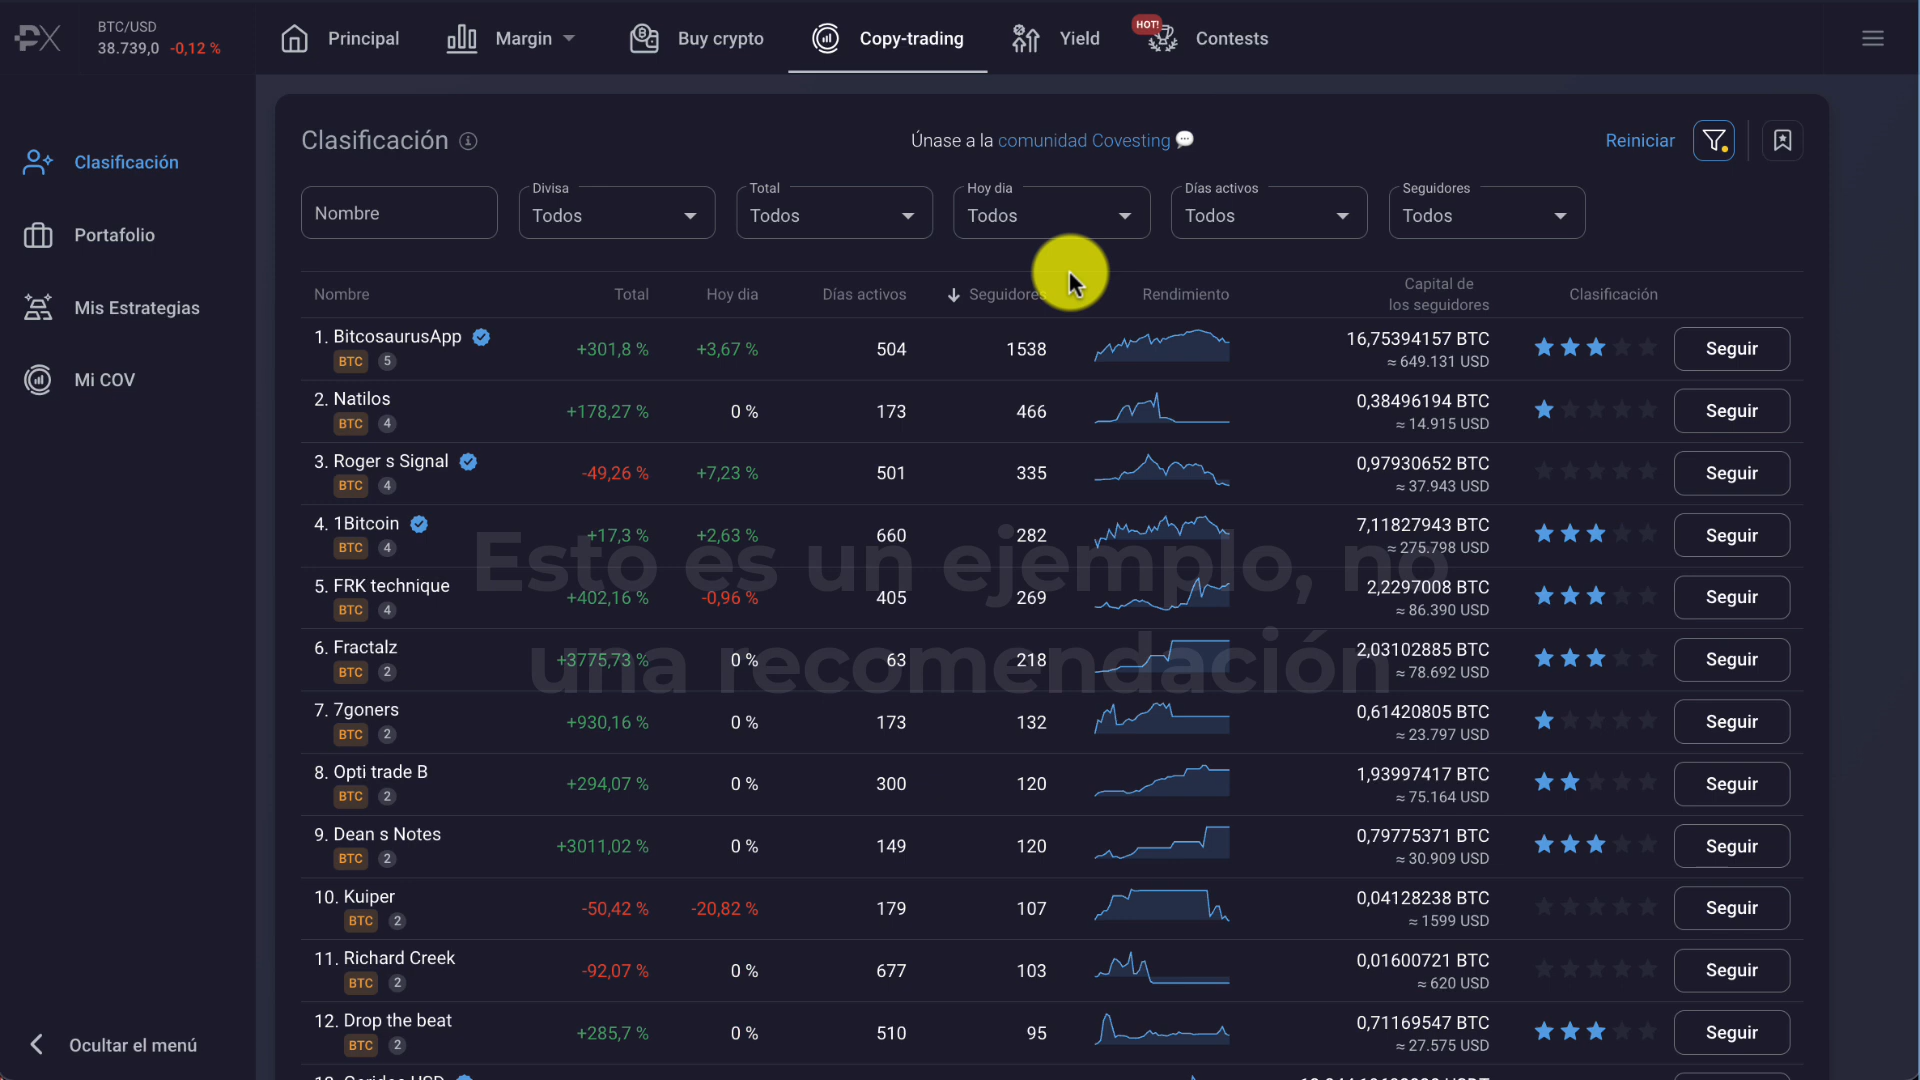 BTC/USD
38.739,0 -0,12 %
Principal
Margin
Buy crypto
Copy-trading
Yield
HOT!
Contests
Clasificación
Portafolio
Mis Estrategias
Mi COV
Ocultar el menú
Clasificación
Únase a la comunidad Covesting
Reiniciar
Nombre
Divisa
Todos
Total
Todos
Hoy dia
Todos
Días activos
Todos
Seguidores
Todos
Nombre Total Hoy dia Días activos Seguidores Rendimiento Capital de los seguidores Clasificación
1. BitcosaurusApp +301,8 % +3,67 % 504 1538 16,75394157 BTC Seguir
BTC 5 ≈ 649.131 USD
2. Natilos +178,27 % 0 % 173 466 0,38496194 BTC Seguir
BTC 4 ≈ 14.915 USD
3. Roger s Signal -49,26 % +7,23 % 501 335 0,97930652 BTC Seguir
BTC 4 ≈ 37.943 USD
4. 1Bitcoin +17,3 % +2,63 % 660 282 7,11827943 BTC Seguir
BTC 4 ≈ 275.798 USD
5. FRK technique +402,16 % -0,96 % 405 269 2,2297008 BTC Seguir
BTC 4 ≈ 86.390 USD
6. Fractalz +3775,73 % 0 % 63 218 2,03102885 BTC Seguir
BTC 2 ≈ 78.692 USD
7. 7goners +930,16 % 0 % 173 132 0,61420805 BTC Seguir
BTC 2 ≈ 23.797 USD
8. Opti trade B +294,07 % 0 % 300 120 1,93997417 BTC Seguir
BTC 2 ≈ 75.164 USD
9. Dean s Notes +3011,02 % 0 % 149 120 0,79775371 BTC Seguir
BTC 2 ≈ 30.909 USD
10. Kuiper -50,42 % -20,82 % 179 107 0,04128238 BTC Seguir
BTC 2 ≈ 1599 USD
11. Richard Creek -92,07 % 0 % 677 103 0,01600721 BTC Seguir
BTC 2 ≈ 620 USD
12. Drop the beat +285,7 % 0 % 510 95 0,71169547 BTC Seguir
BTC 2 ≈ 27.575 USD
Esto es un ejemplo, no
una recomendación